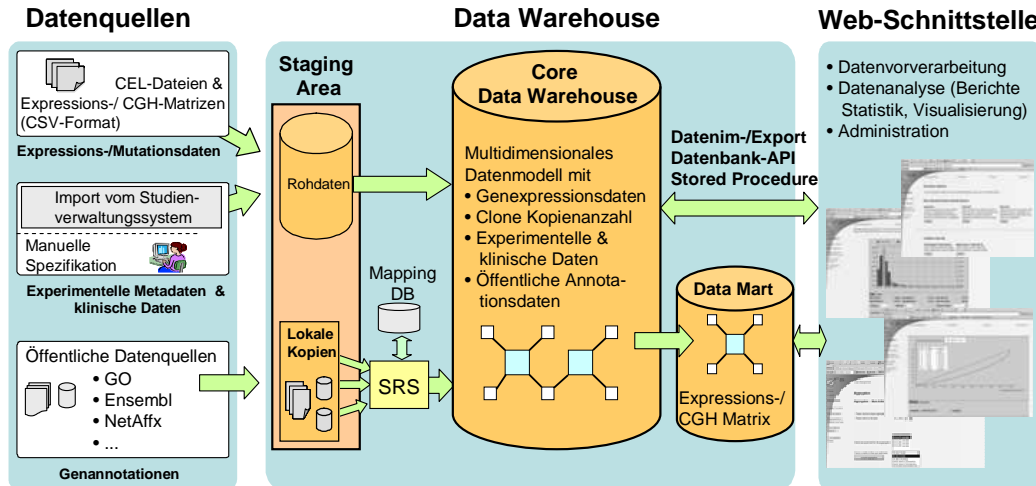 Datenquellen
Data Warehouse
Web-Schnittstelle
CEL-Dateien &
Expressions-/ CGH-Matrizen
(CSV-Format)
Expressions-/Mutationsdaten
Import vom Studien-
verwaltungssystem
Manuelle
Spezifikation
Experimentelle Metadaten &
klinische Daten
Öffentliche Datenquellen
• GO
• Ensembl
• NetAffx
• ...
Genannotationen
Staging
Area
Rohdaten
Lokale
Kopien
Mapping
DB
SRS
Core
Data Warehouse
Multidimensionales
Datenmodell mit
• Genexpressionsdaten
• Clone Kopienanzahl
• Experimentelle &
klinische Daten
• Öffentliche Annota-
tionsdaten
Datenim-/Export
Datenbank-API
Stored Procedure
Data Mart
Expressions-/
CGH Matrix
• Datenvorverarbeitung
• Datenanalyse (Berichte
Statistik, Visualisierung)
• Administration